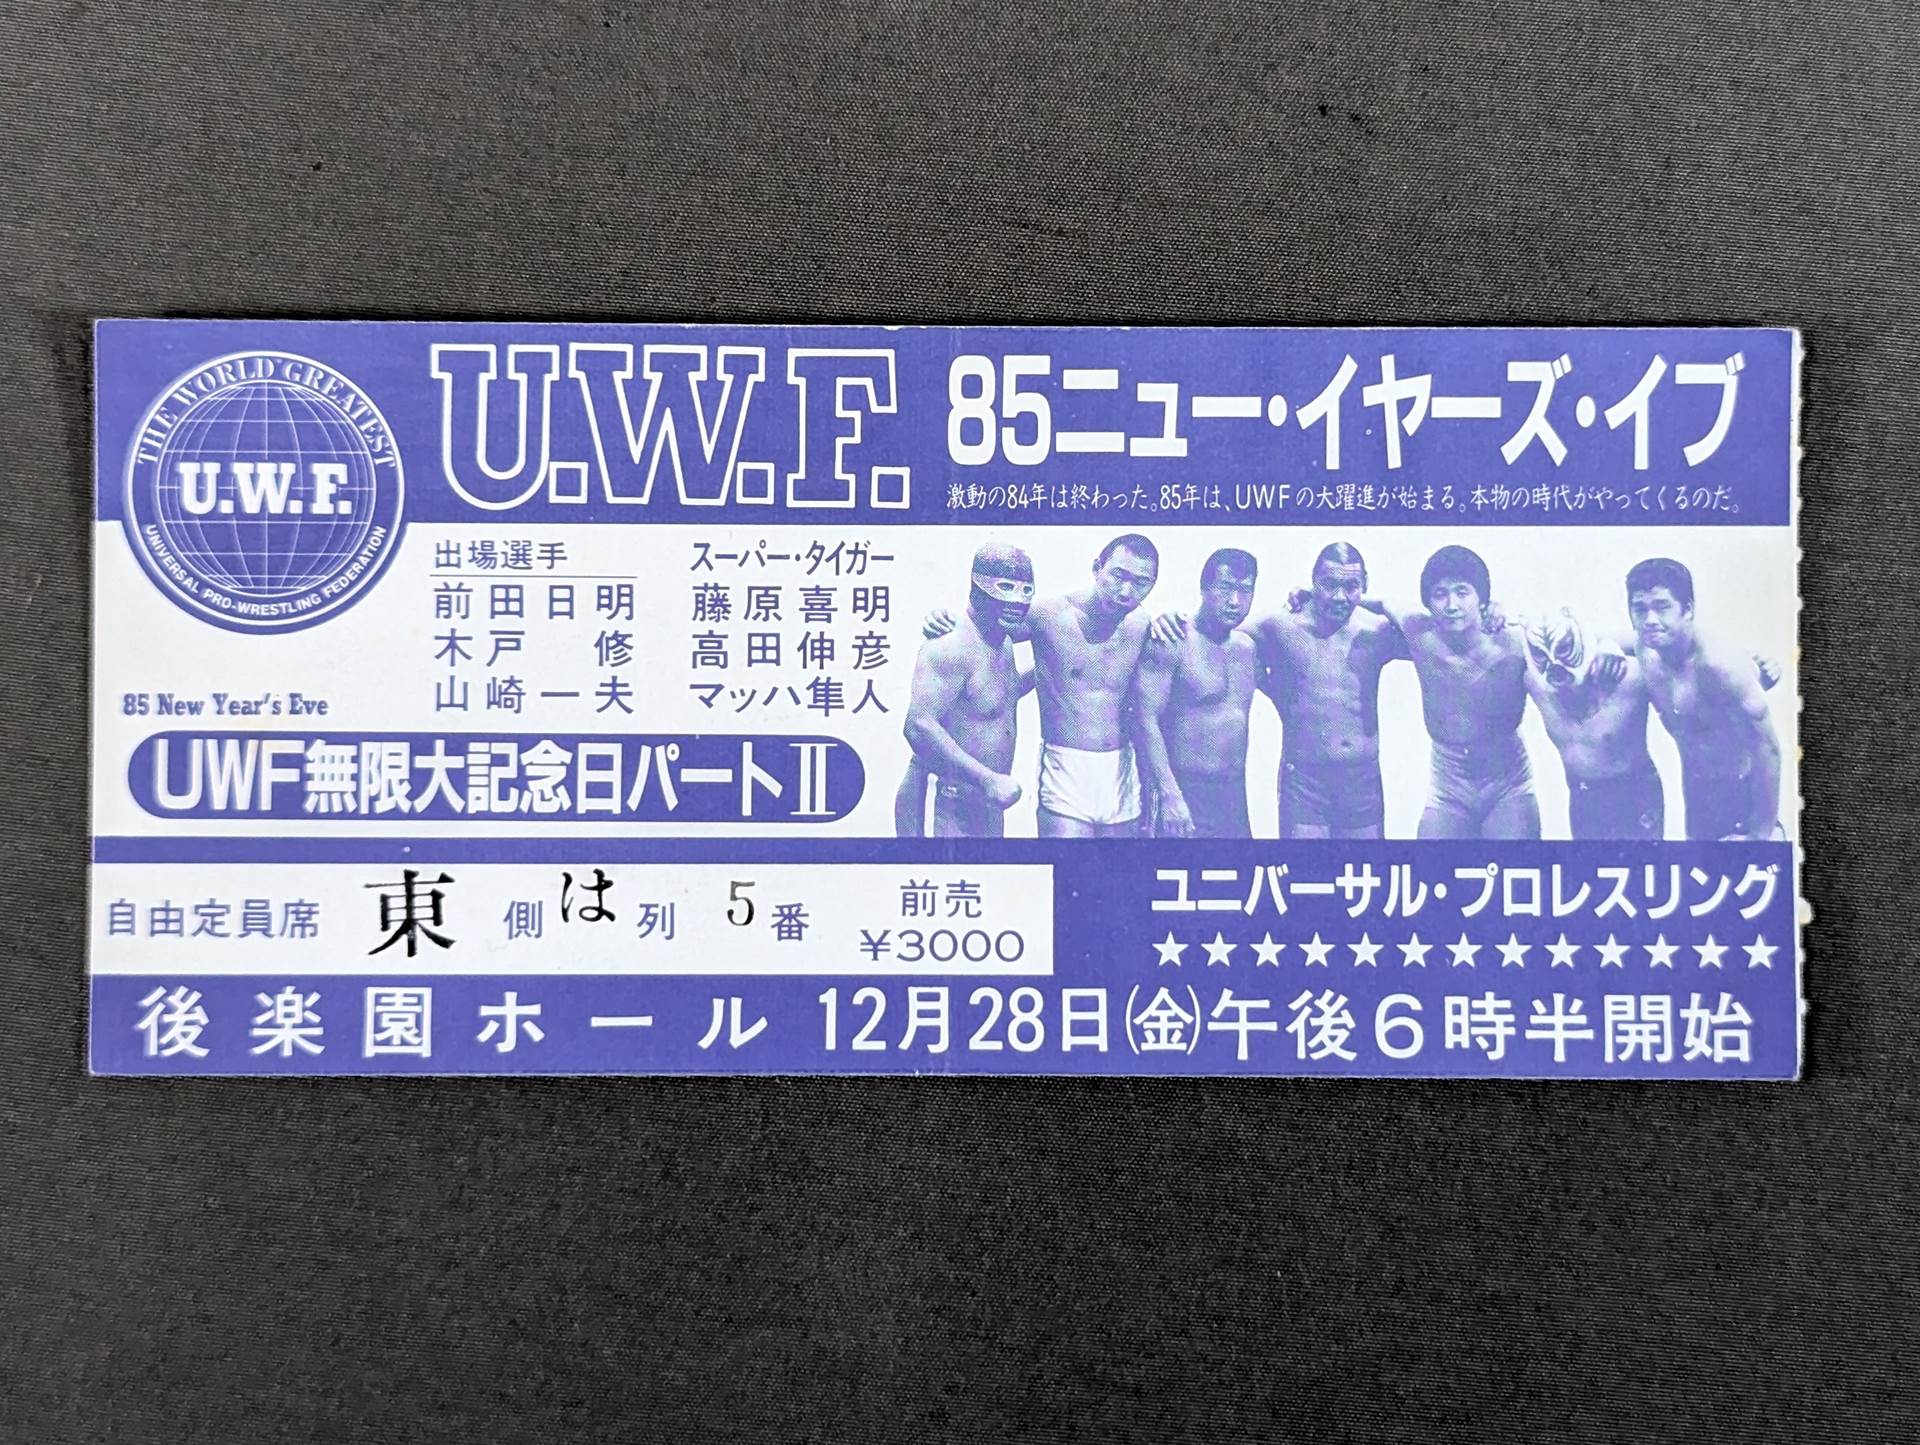 THE WORLD GREATEST
U.W.F.
UNIVERSAL PRO-WRESTLING FEDERATION
U.W.F.
85ニュー・イヤーズ・イブ
激動の84年は終わった。85年は、UWFの大躍進が始まる。本物の時代がやってくるのだ。
出場選手 スーパー・タイガー
前田日明 藤原喜明
木戸 修 高田伸彦
山崎一夫 マッハ隼人
85 New Year's Eve
UWF無限大記念日パートⅡ
自由定員席 東側 は列 5番 前売 ¥3000
ユニバーサル・プロレスリング
★★★★★★★★★★★★★
後楽園ホール 12月28日(金)午後6時半開始